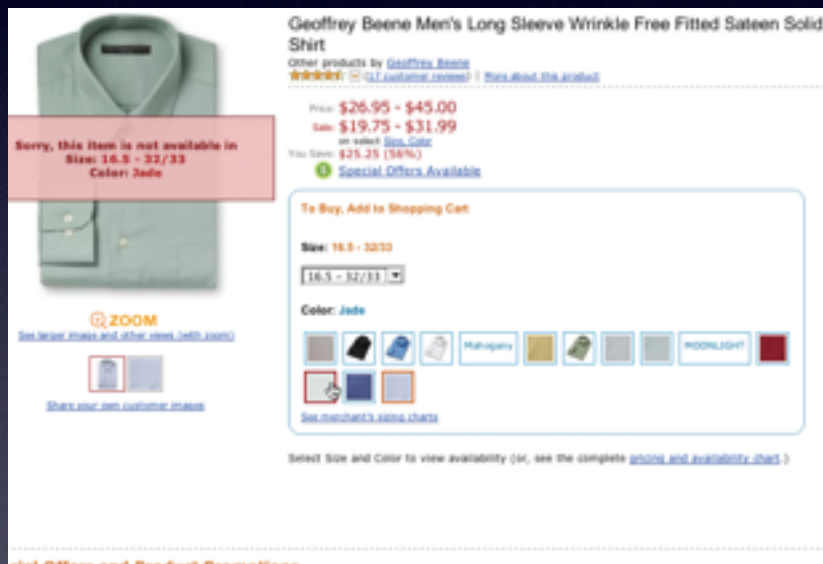 Geoffrey Beene Men's Long Sleeve Wrinkle Free Fitted Sateen Solid
Shirt
Other products by Geoffrey Beene
(17 customer reviews) | More about this product
Price: $26.95 - $45.00
Sale: $19.75 - $31.99
on select Size, Color
You Save: $25.25 (56%)
Special Offers Available
Sorry, this item is not available in
Size: 16.5 - 32/33
Color: Jade
To Buy, Add to Shopping Cart
Size: 16.5 - 32/33
16.5 - 32/33
Color: Jade
Mahogany
MOONLIGHT
See merchant's sizing charts
ZOOM
See larger image and other views (with zoom)
Share your own customer images
Select Size and Color to view availability (or, see the complete pricing and availability chart.)
Offers and Product Promotions